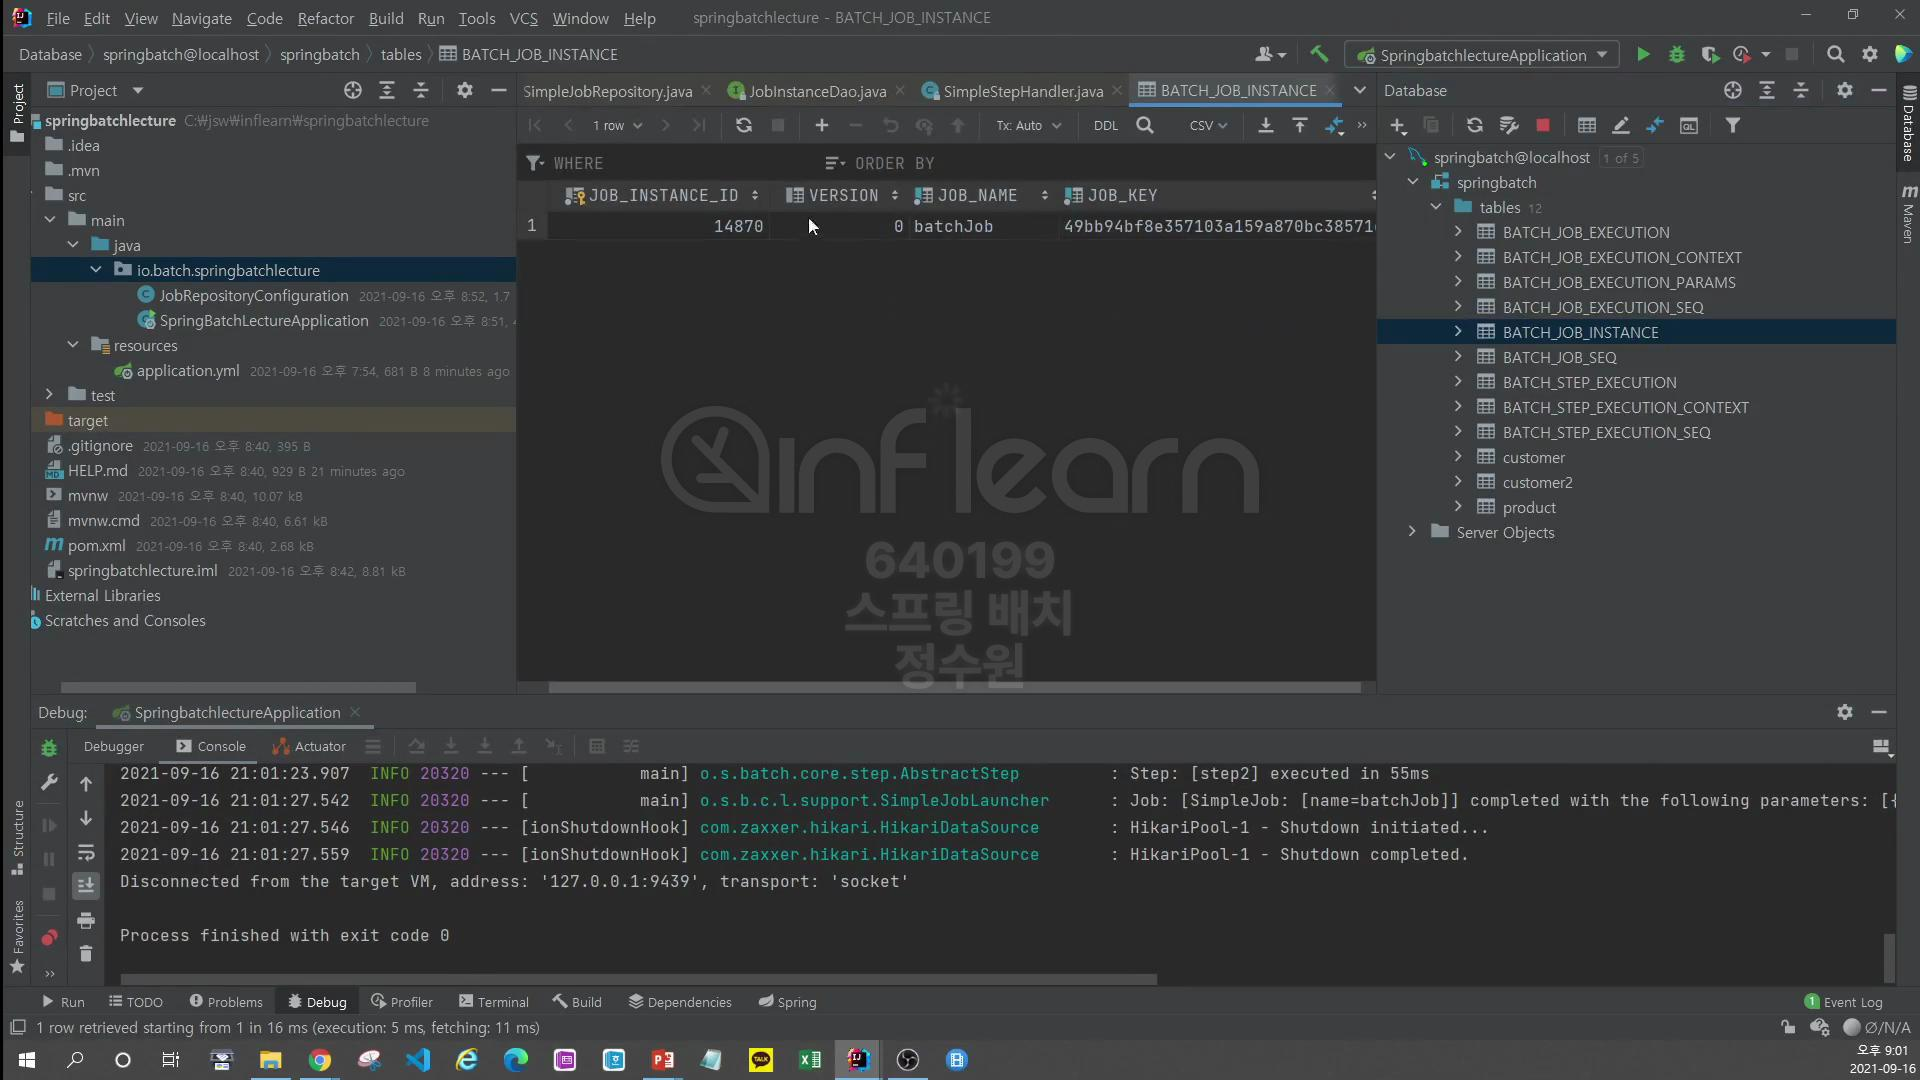 File Edit View Navigate Code Refactor Build Run Tools VCS Window Help springbatchlecture - BATCH_JOB_INSTANCE
Database springbatch@localhost springbatch tables BATCH_JOB_INSTANCE SpringbatchlectureApplication
Project
springbatchlecture C:₩jsw₩inflearn₩springbatchlecture
.idea
.mvn
src
main
java
io.batch.springbatchlecture
JobRepositoryConfiguration 2021-09-16 오후 8:52, 1.7
SpringBatchLectureApplication 2021-09-16 오후 8:51,
resources
application.yml 2021-09-16 오후 7:54, 681 B 8 minutes ago
test
target
.gitignore 2021-09-16 오후 8:40, 395 B
HELP.md 2021-09-16 오후 8:40, 929 B 21 minutes ago
mvnw 2021-09-16 오후 8:40, 10.07 kB
mvnw.cmd 2021-09-16 오후 8:40, 6.61 kB
pom.xml 2021-09-16 오후 8:40, 2.68 kB
springbatchlecture.iml 2021-09-16 오후 8:42, 8.81 kB
External Libraries
Scratches and Consoles
Project
Structure
Favorites
SimpleJobRepository.java JobInstanceDao.java SimpleStepHandler.java BATCH_JOB_INSTANCE
1 row Tx: Auto DDL CSV
WHERE ORDER BY
JOB_INSTANCE_ID VERSION JOB_NAME JOB_KEY
1 14870 0 batchJob 49bb94bf8e357103a159a870bc38571
inflearn
640199
스프링 배치
정수원
Database
springbatch@localhost 1 of 5
springbatch
tables 12
BATCH_JOB_EXECUTION
BATCH_JOB_EXECUTION_CONTEXT
BATCH_JOB_EXECUTION_PARAMS
BATCH_JOB_EXECUTION_SEQ
BATCH_JOB_INSTANCE
BATCH_JOB_SEQ
BATCH_STEP_EXECUTION
BATCH_STEP_EXECUTION_CONTEXT
BATCH_STEP_EXECUTION_SEQ
customer
customer2
product
Server Objects
Database
Maven
Debug: SpringbatchlectureApplication
Debugger Console Actuator
2021-09-16 21:01:23.907 INFO 20320 --- [ main] o.s.batch.core.step.AbstractStep : Step: [step2] executed in 55ms
2021-09-16 21:01:27.542 INFO 20320 --- [ main] o.s.b.c.l.support.SimpleJobLauncher : Job: [SimpleJob: [name=batchJob]] completed with the following parameters: [{
2021-09-16 21:01:27.546 INFO 20320 --- [ionShutdownHook] com.zaxxer.hikari.HikariDataSource : HikariPool-1 - Shutdown initiated...
2021-09-16 21:01:27.559 INFO 20320 --- [ionShutdownHook] com.zaxxer.hikari.HikariDataSource : HikariPool-1 - Shutdown completed.
Disconnected from the target VM, address: '127.0.0.1:9439', transport: 'socket'
Process finished with exit code 0
Run TODO Problems Debug Profiler Terminal Build Dependencies Spring 1 Event Log
1 row retrieved starting from 1 in 16 ms (execution: 5 ms, fetching: 11 ms) Ø/N/A
오후 9:01
2021-09-16